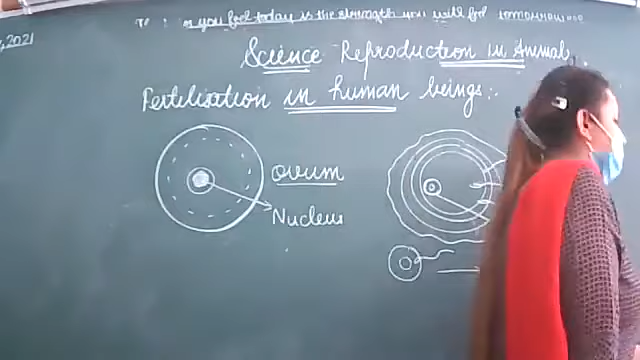 you feel today is the strength you will feel tomorrow
2021
Science Reproduction in Animal
Fertilisation in human beings:-
Ovum
Nucleus